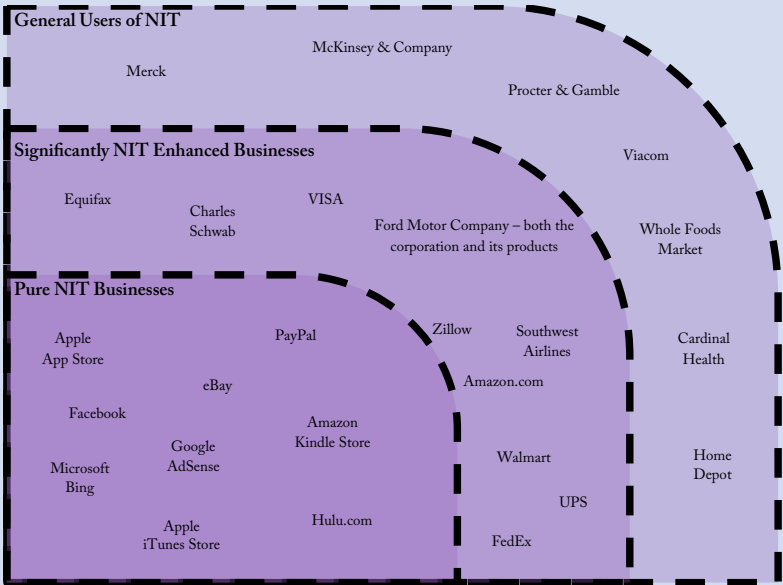 General Users of NIT
McKinsey & Company
Merck
Procter & Gamble
Viacom
Whole Foods
Market
Cardinal
Health
Home
Depot
Significantly NIT Enhanced Businesses
Equifax
Charles
Schwab
VISA
Ford Motor Company – both the
corporation and its products
Zillow
Southwest
Airlines
Amazon.com
Walmart
UPS
FedEx
Pure NIT Businesses
Apple
App Store
PayPal
eBay
Facebook
Amazon
Kindle Store
Google
AdSense
Microsoft
Bing
Hulu.com
Apple
iTunes Store